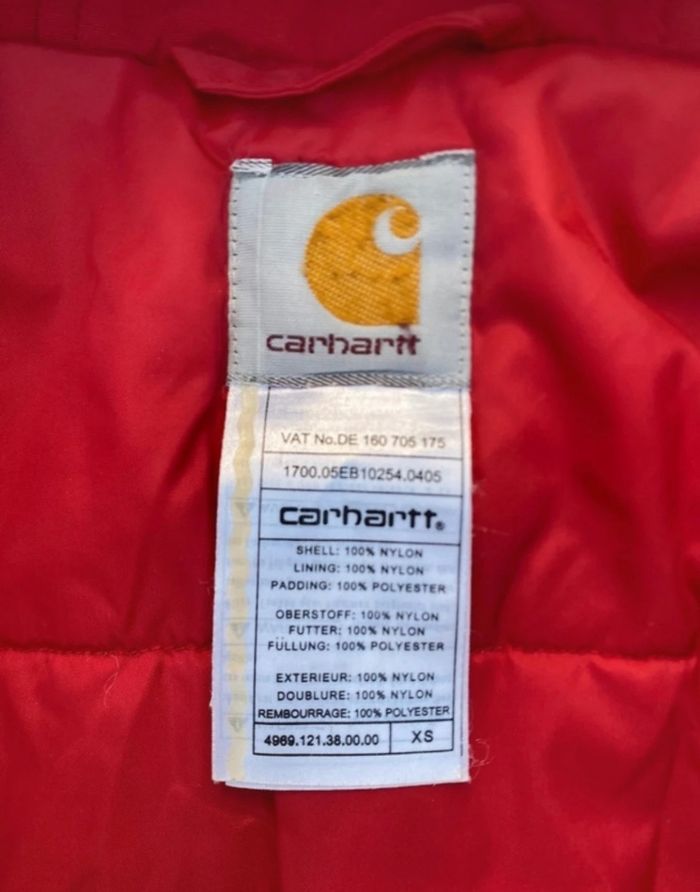 carhartt
VAT No.DE 160 705 175
1700.05EB10254.0405
carhartt®
SHELL: 100% NYLON
LINING: 100% NYLON
PADDING: 100% POLYESTER
OBERSTOFF: 100% NYLON
FUTTER: 100% NYLON
FÜLLUNG: 100% POLYESTER
EXTERIEUR: 100% NYLON
DOUBLURE: 100% NYLON
REMBOURRAGE: 100% POLYESTER
4969.121.38.00.00 XS